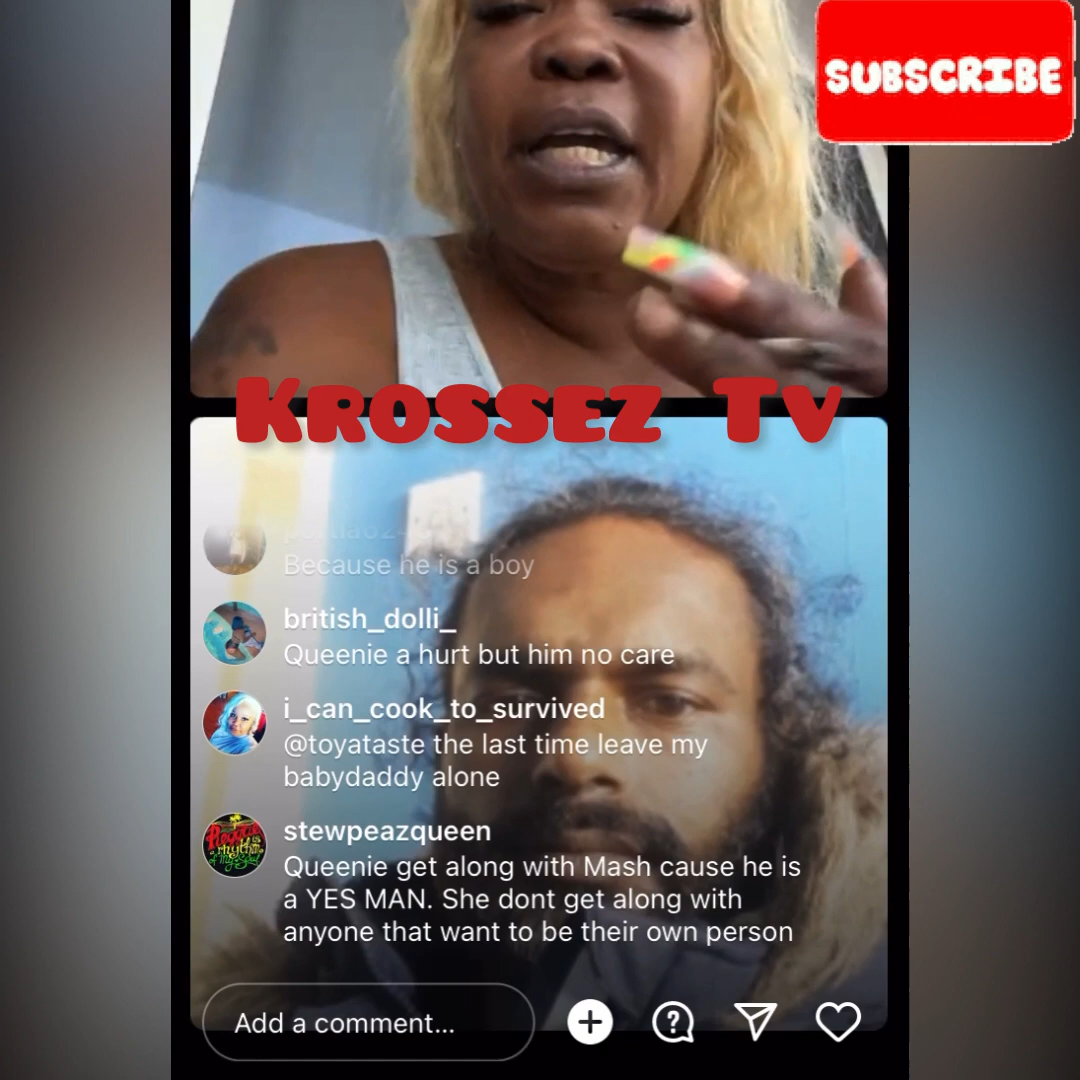 SUBSCRIBE
KROSSEZ TV
Because he is a boy
british_dolli_
Queenie a hurt but him no care
i_can_cook_to_survived
@toyataste the last time leave my
babydaddy alone
stewpeazqueen
Queenie get along with Mash cause he is
a YES MAN. She dont get along with
anyone that want to be their own person
Add a comment...